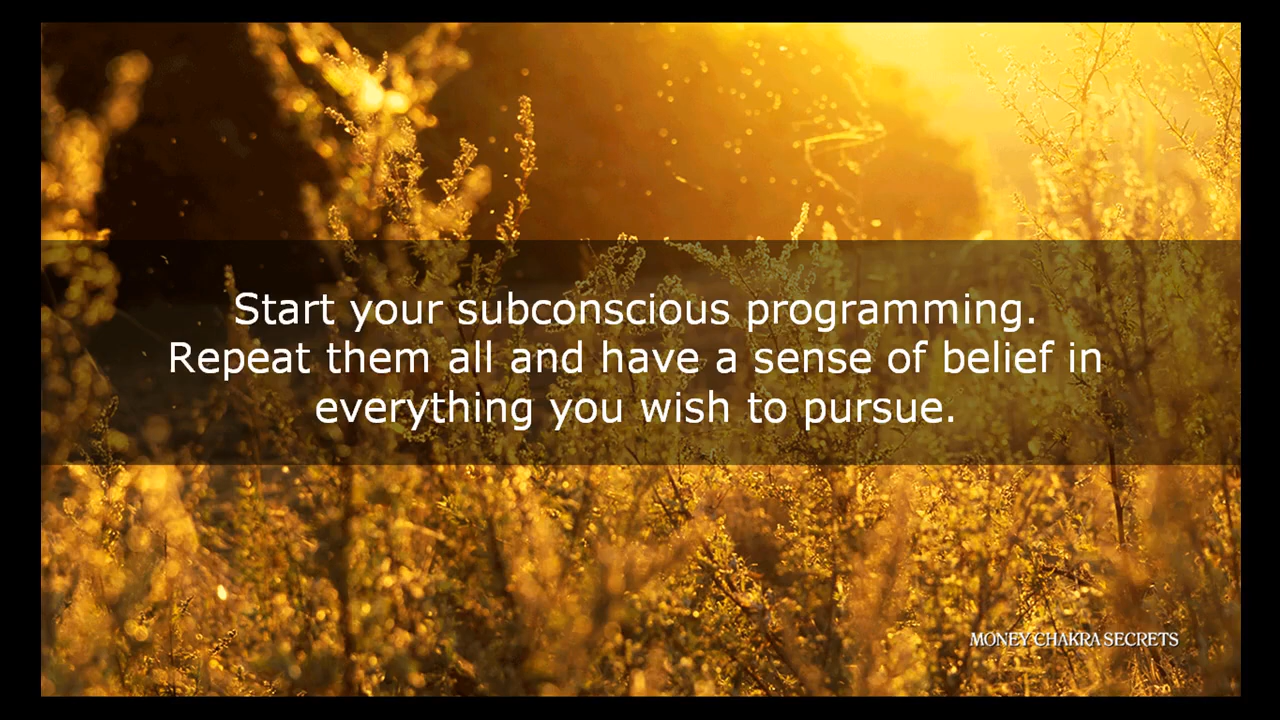 Start your subconscious programming.
Repeat them all and have a sense of belief in
everything you wish to pursue.
MONEY CHAKRA SECRETS